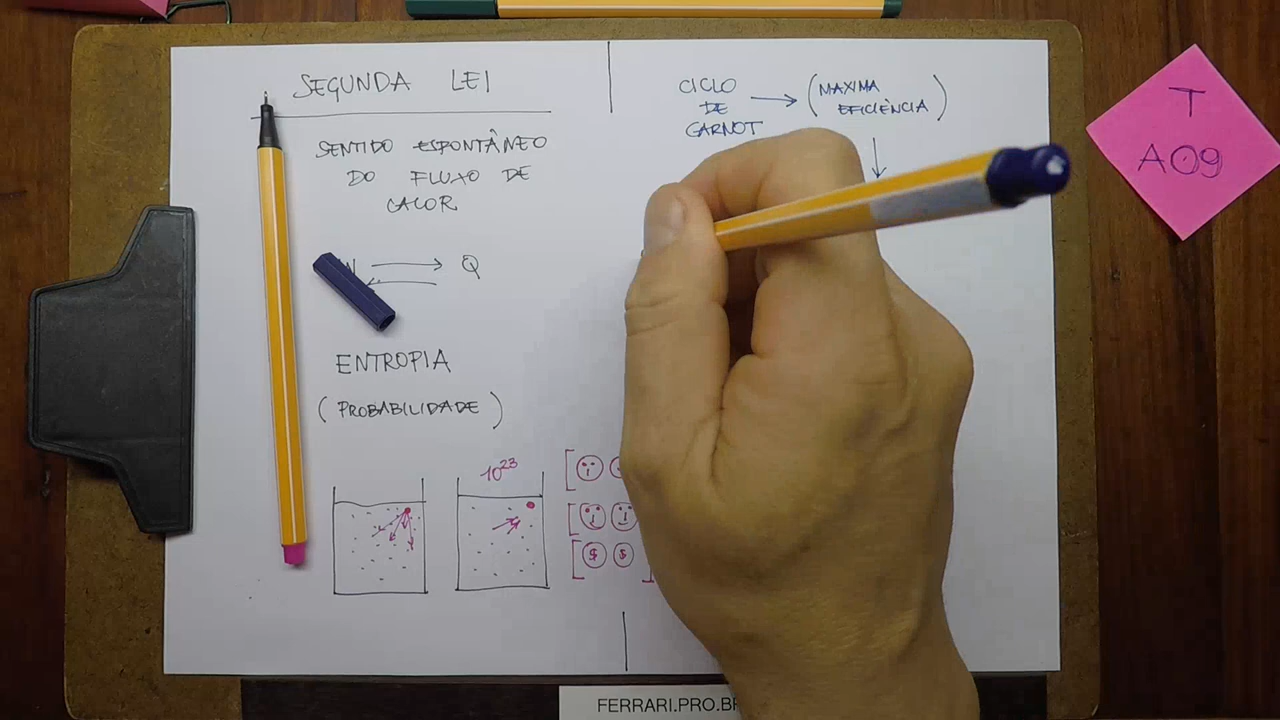 SEGUNDA LEI
SENTIDO ESPONTÂNEO
DO FLUXO DE
CALOR
Q
ENTROPIA
(PROBABILIDADE)
10²³
$ $
CICLO
DE → (MAXIMA
CARNOT EFICIÊNCIA)
T
A09
FERRARI.PRO.BR